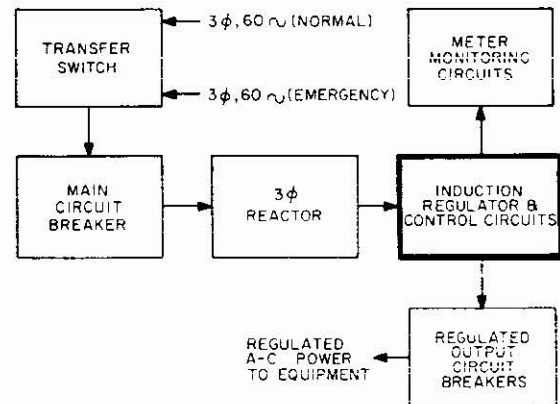 3ϕ, 60 ~ (NORMAL)
TRANSFER
SWITCH
3ϕ, 60 ~ (EMERGENCY)
METER
MONITORING
CIRCUITS
MAIN
CIRCUIT
BREAKER
3ϕ
REACTOR
INDUCTION
REGULATOR &
CONTROL CIRCUITS
REGULATED
A-C POWER
TO EQUIPMENT
REGULATED
OUTPUT
CIRCUIT
BREAKERS